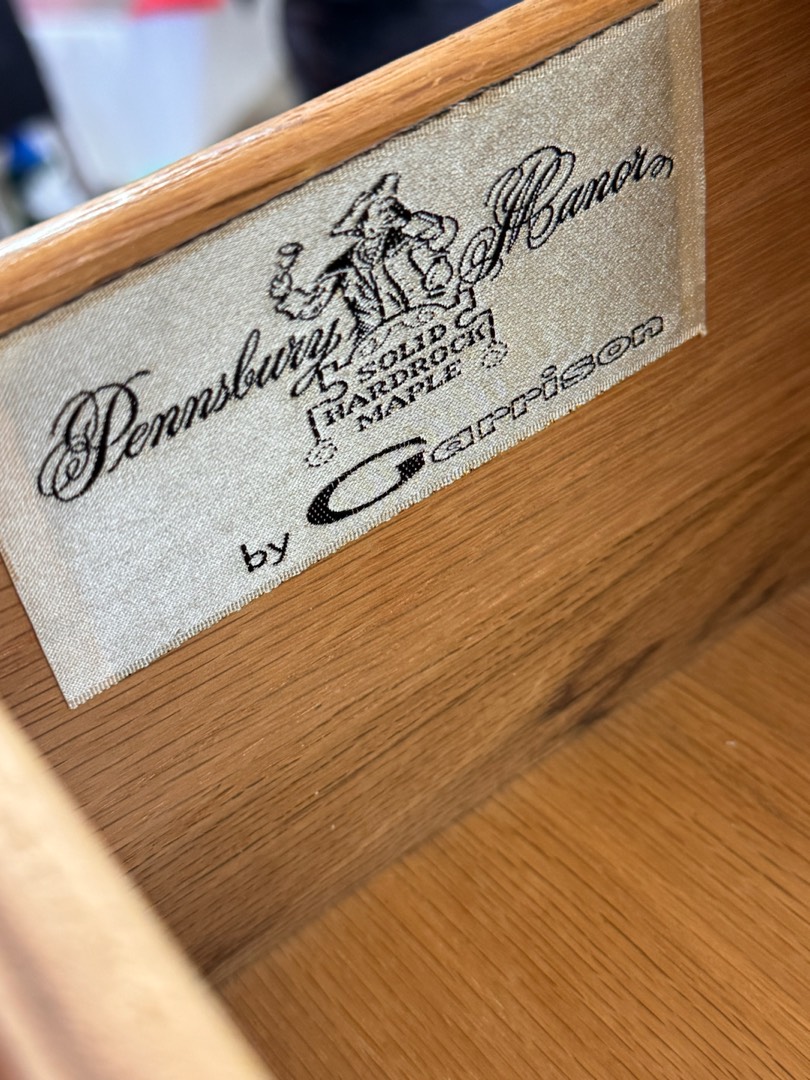 Pennsbury Manor
SOLID
HARDROCK
MAPLE
by Garrison